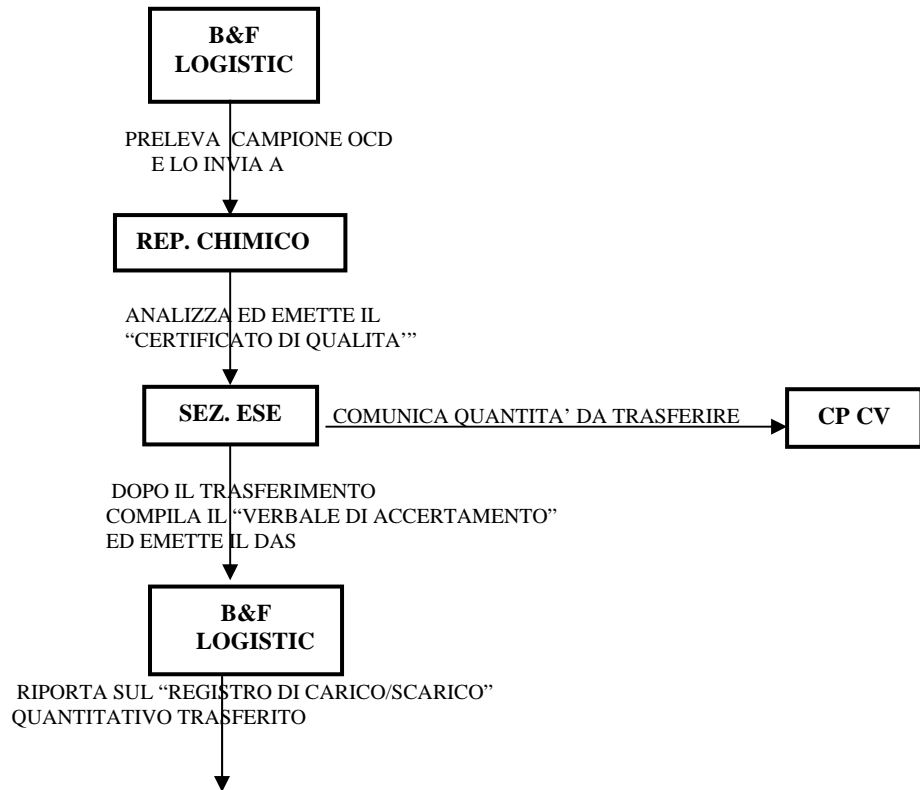 B&F
LOGISTIC
PRELEVA CAMPIONE OCD
E LO INVIA A
REP. CHIMICO
ANALIZZA ED EMETTE IL
“CERTIFICATO DI QUALITA’”
SEZ. ESE
COMUNICA QUANTITA’ DA TRASFERIRE
CP CV
DOPO IL TRASFERIMENTO
COMPILA IL “VERBALE DI ACCERTAMENTO”
ED EMETTE IL DAS
B&F
LOGISTIC
RIPORTA SUL “REGISTRO DI CARICO/SCARICO”
QUANTITATIVO TRASFERITO